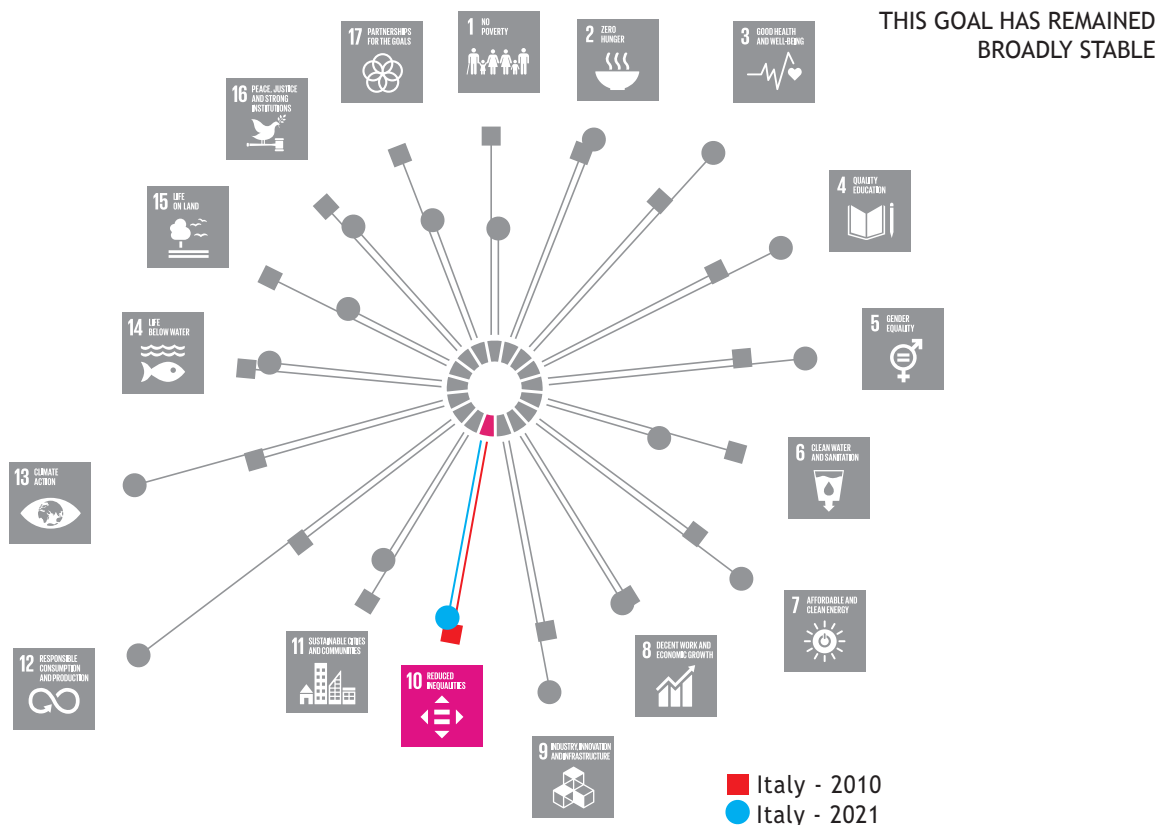 THIS GOAL HAS REMAINED
BROADLY STABLE
1 NO
POVERTY
2 ZERO
HUNGER
3 GOOD HEALTH
AND WELL-BEING
4 QUALITY
EDUCATION
5 GENDER
EQUALITY
6 CLEAN WATER
AND SANITATION
7 AFFORDABLE AND
CLEAN ENERGY
8 DECENT WORK AND
ECONOMIC GROWTH
9 INDUSTRY, INNOVATION
AND INFRASTRUCTURE
10 REDUCED
INEQUALITIES
11 SUSTAINABLE CITIES
AND COMMUNITIES
12 RESPONSIBLE
CONSUMPTION
AND PRODUCTION
13 CLIMATE
ACTION
14 LIFE
BELOW WATER
15 LIFE
ON LAND
16 PEACE, JUSTICE
AND STRONG
INSTITUTIONS
17 PARTNERSHIPS
FOR THE GOALS
Italy - 2010
Italy - 2021